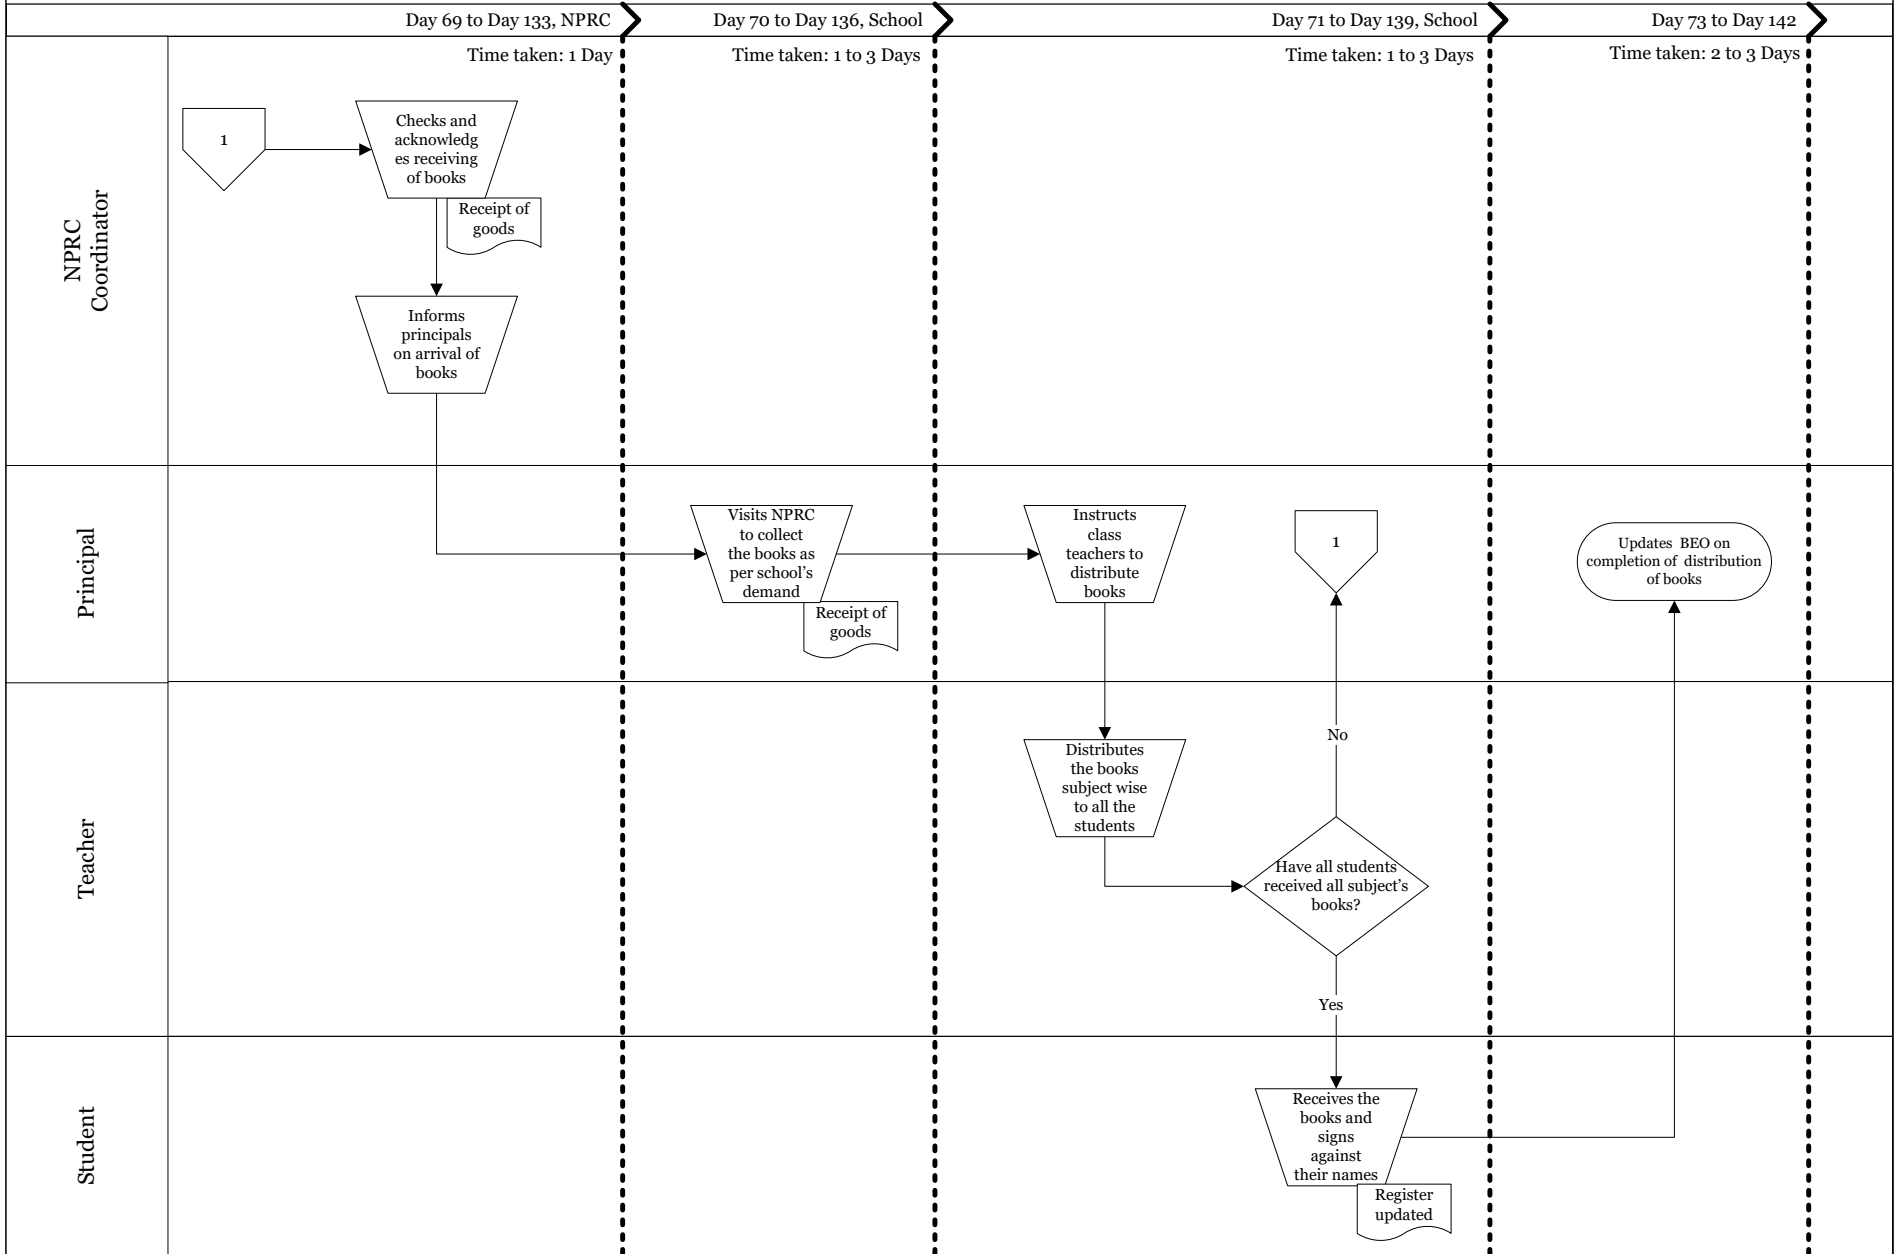 Day 69 to Day 133, NPRC
Day 70 to Day 136, School
Day 71 to Day 139, School
Day 73 to Day 142
Time taken: 1 Day
Time taken: 1 to 3 Days
Time taken: 1 to 3 Days
Time taken: 2 to 3 Days
NPRC
Coordinator
1
Checks and
acknowledg
es receiving
of books
Receipt of
goods
Informs
principals
on arrival of
books
Principal
Visits NPRC
to collect
the books as
per school's
demand
Receipt of
goods
Instructs
class
teachers to
distribute
books
1
Updates BEO on
completion of distribution
of books
Teacher
Distributes
the books
subject wise
to all the
students
No
Have all students
received all subject's
books?
Yes
Student
Receives the
books and
signs
against
their names
Register
updated